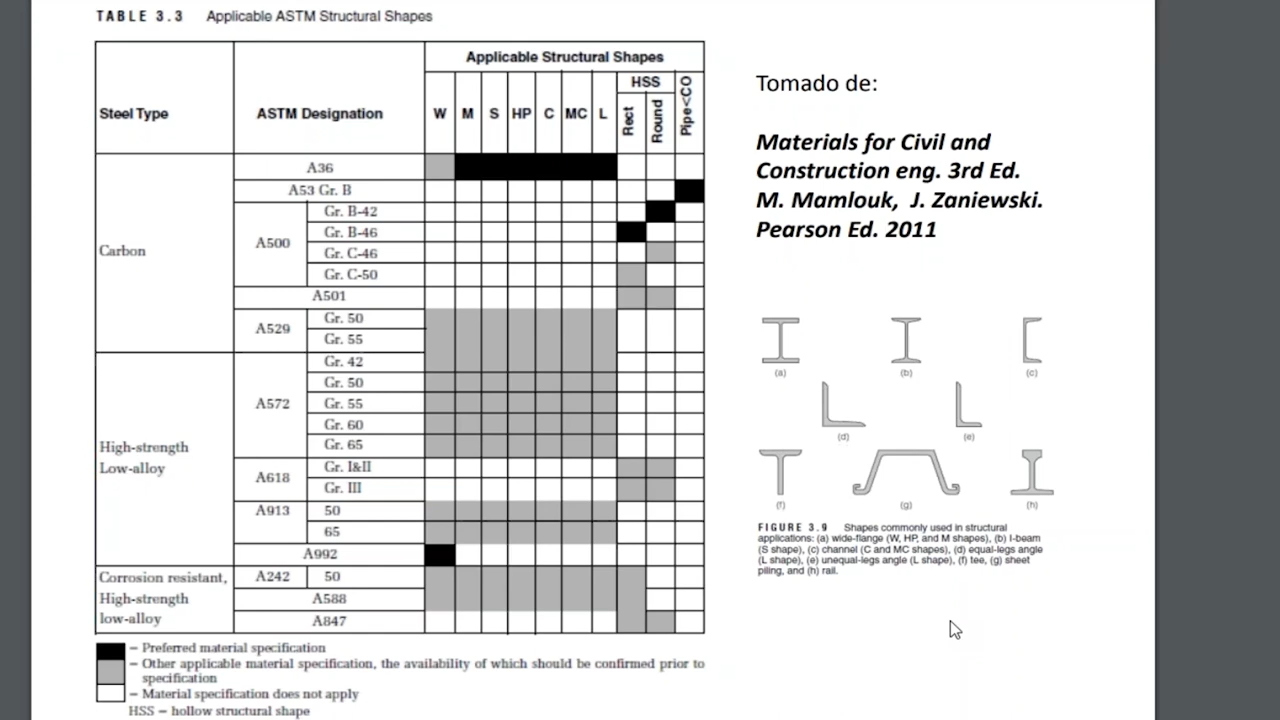 TABLE 3.3 Applicable ASTM Structural Shapes
Applicable Structural Shapes
Steel Type
ASTM Designation
W
M
S
HP
C
MC
L
HSS
Rect
Round
Pipe<CO
Carbon
A36
A53 Gr. B
A500
Gr. B-42
Gr. B-46
Gr. C-46
Gr. C-50
A501
A529
Gr. 50
Gr. 55
High-strength
Low-alloy
A572
Gr. 42
Gr. 50
Gr. 55
Gr. 60
Gr. 65
A618
Gr. I&II
Gr. III
A913
50
65
A992
Corrosion resistant,
High-strength
low-alloy
A242
50
A588
A847
– Preferred material specification
– Other applicable material specification, the availability of which should be confirmed prior to
specification
– Material specification does not apply
HSS – hollow structural shape
Tomado de:
Materials for Civil and
Construction eng. 3rd Ed.
M. Mamlouk, J. Zaniewski.
Pearson Ed. 2011
(a)
(b)
(c)
(d)
(e)
(f)
(g)
(h)
FIGURE 3.9 Shapes commonly used in structural
applications: (a) wide-flange (W, HP, and M shapes), (b) I-beam
(S shape), (c) channel (C and MC shapes), (d) equal-legs angle
(L shape), (e) unequal-legs angle (L shape), (f) tee, (g) sheet
piling, and (h) rail.